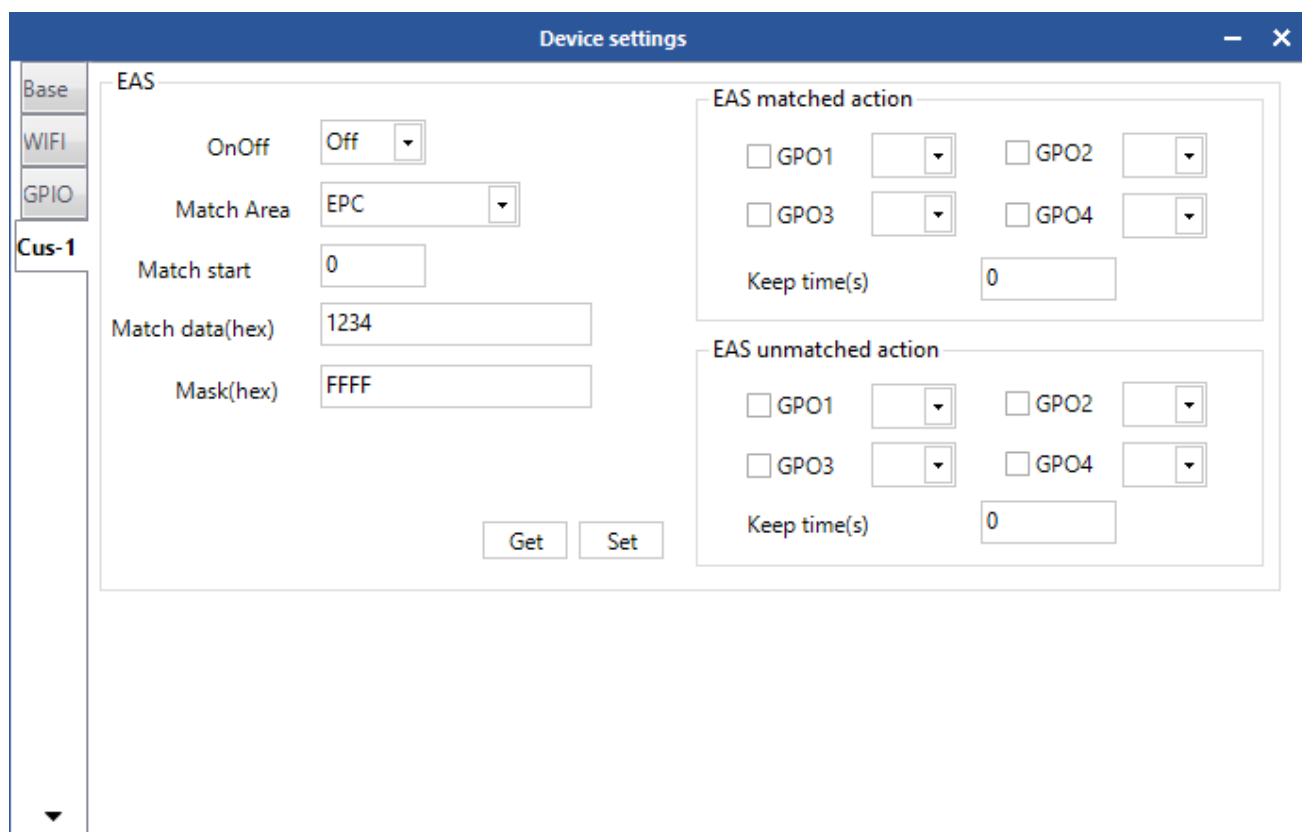 Device settings
Base
WIFI
GPIO
Cus-1
EAS
OnOff Off
Match Area EPC
Match start 0
Match data(hex) 1234
Mask(hex) FFFF
Get Set
EAS matched action
GPO1 GPO2
GPO3 GPO4
Keep time(s) 0
EAS unmatched action
GPO1 GPO2
GPO3 GPO4
Keep time(s) 0